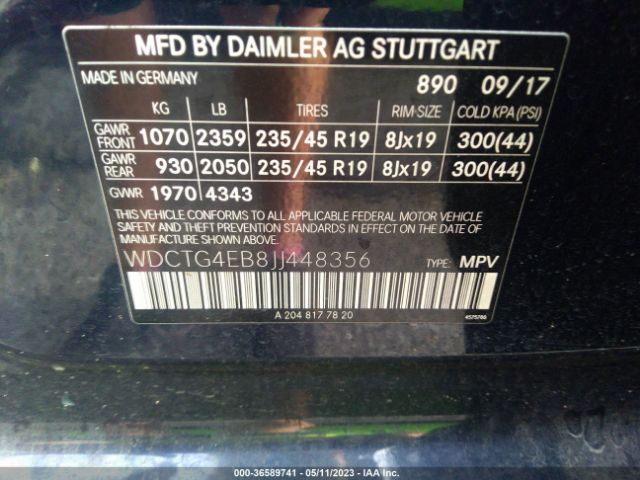 MFD BY DAIMLER AG STUTTGART
MADE IN GERMANY 890 09/17
KG LB TIRES RIM-SIZE COLD KPA(PSI)
GAWR FRONT 1070 2359 235/45 R19 8Jx19 300(44)
GAWR REAR 930 2050 235/45 R19 8Jx19 300(44)
GVWR 1970 4343
THIS VEHICLE CONFORMS TO ALL APPLICABLE FEDERAL MOTOR VEHICLE
SAFETY AND THEFT PREVENTION STANDARDS IN EFFECT ON THE DATE OF
MANUFACTURE SHOWN ABOVE.
WDCTG4EB8JJ448356 TYPE: MPV
A 204 817 78 20 4575766
000-36589741 - 05/11/2023 - IAA Inc.